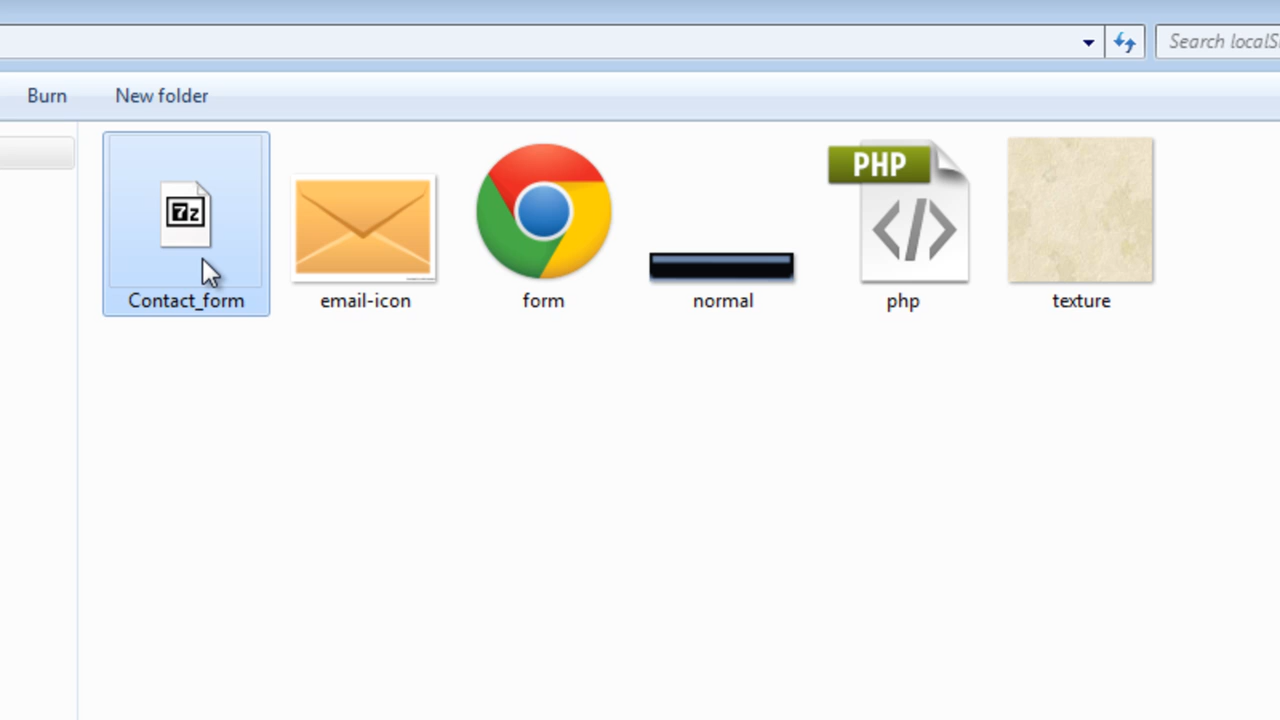 Search localS
Burn New folder
7z
PHP
</>
Contact_form email-icon form normal php texture